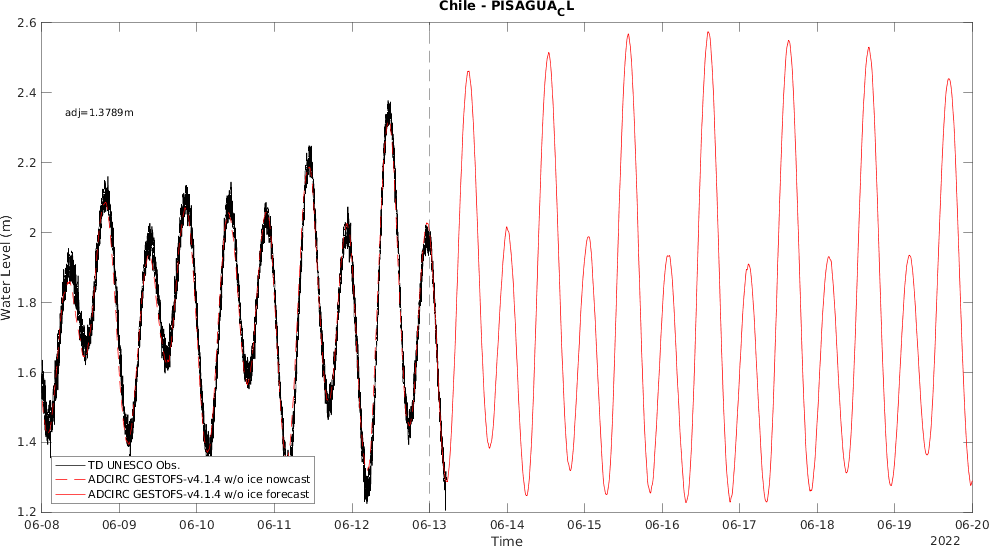 Chile - PISAGUA_CL
2.6
2.4
2.2
2
1.8
1.6
1.4
1.2
Water Level (m)
adj=1.3789m
TD UNESCO Obs.
ADCIRC GESTOFS-v4.1.4 w/o ice nowcast
ADCIRC GESTOFS-v4.1.4 w/o ice forecast
06-08 06-09 06-10 06-11 06-12 06-13 06-14 06-15 06-16 06-17 06-18 06-19 06-20
Time
2022